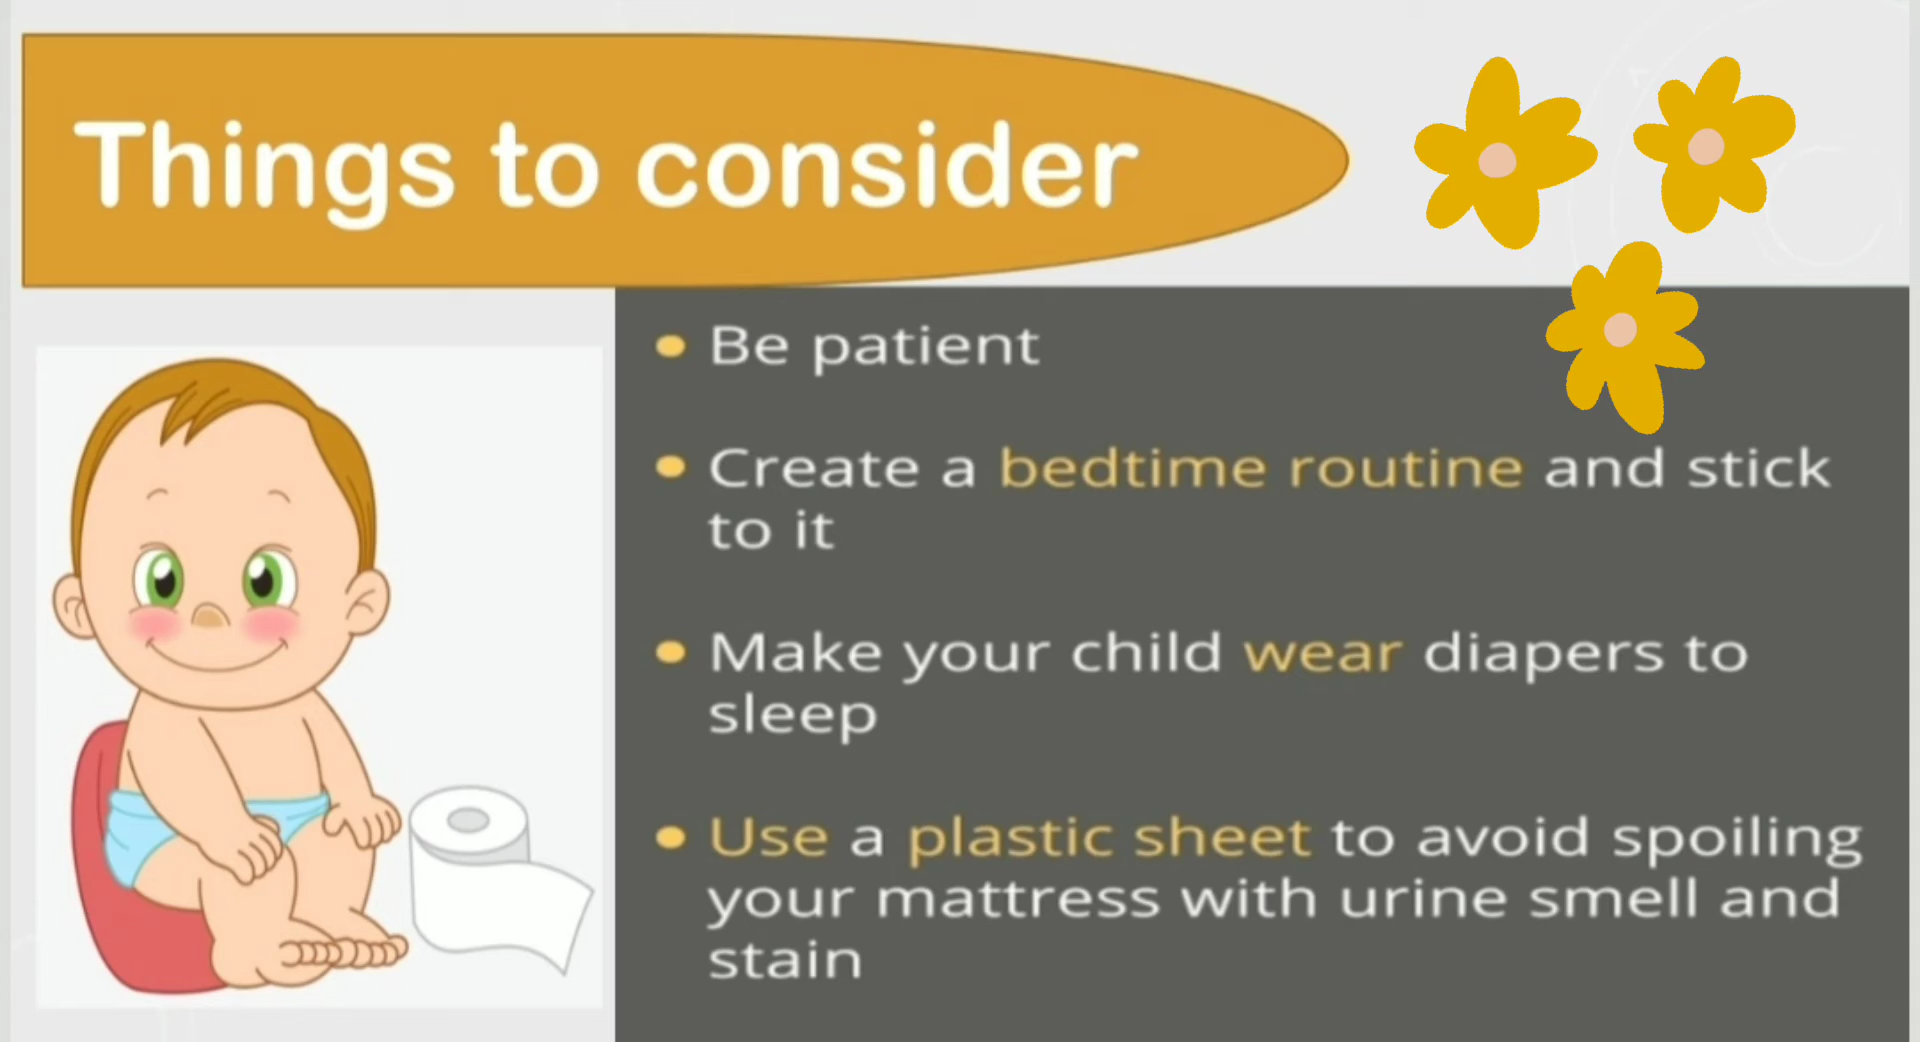 Things to consider
Be patient
Create a bedtime routine and stick
to it
Make your child wear diapers to
sleep
Use a plastic sheet to avoid spoiling
your mattress with urine smell and
stain